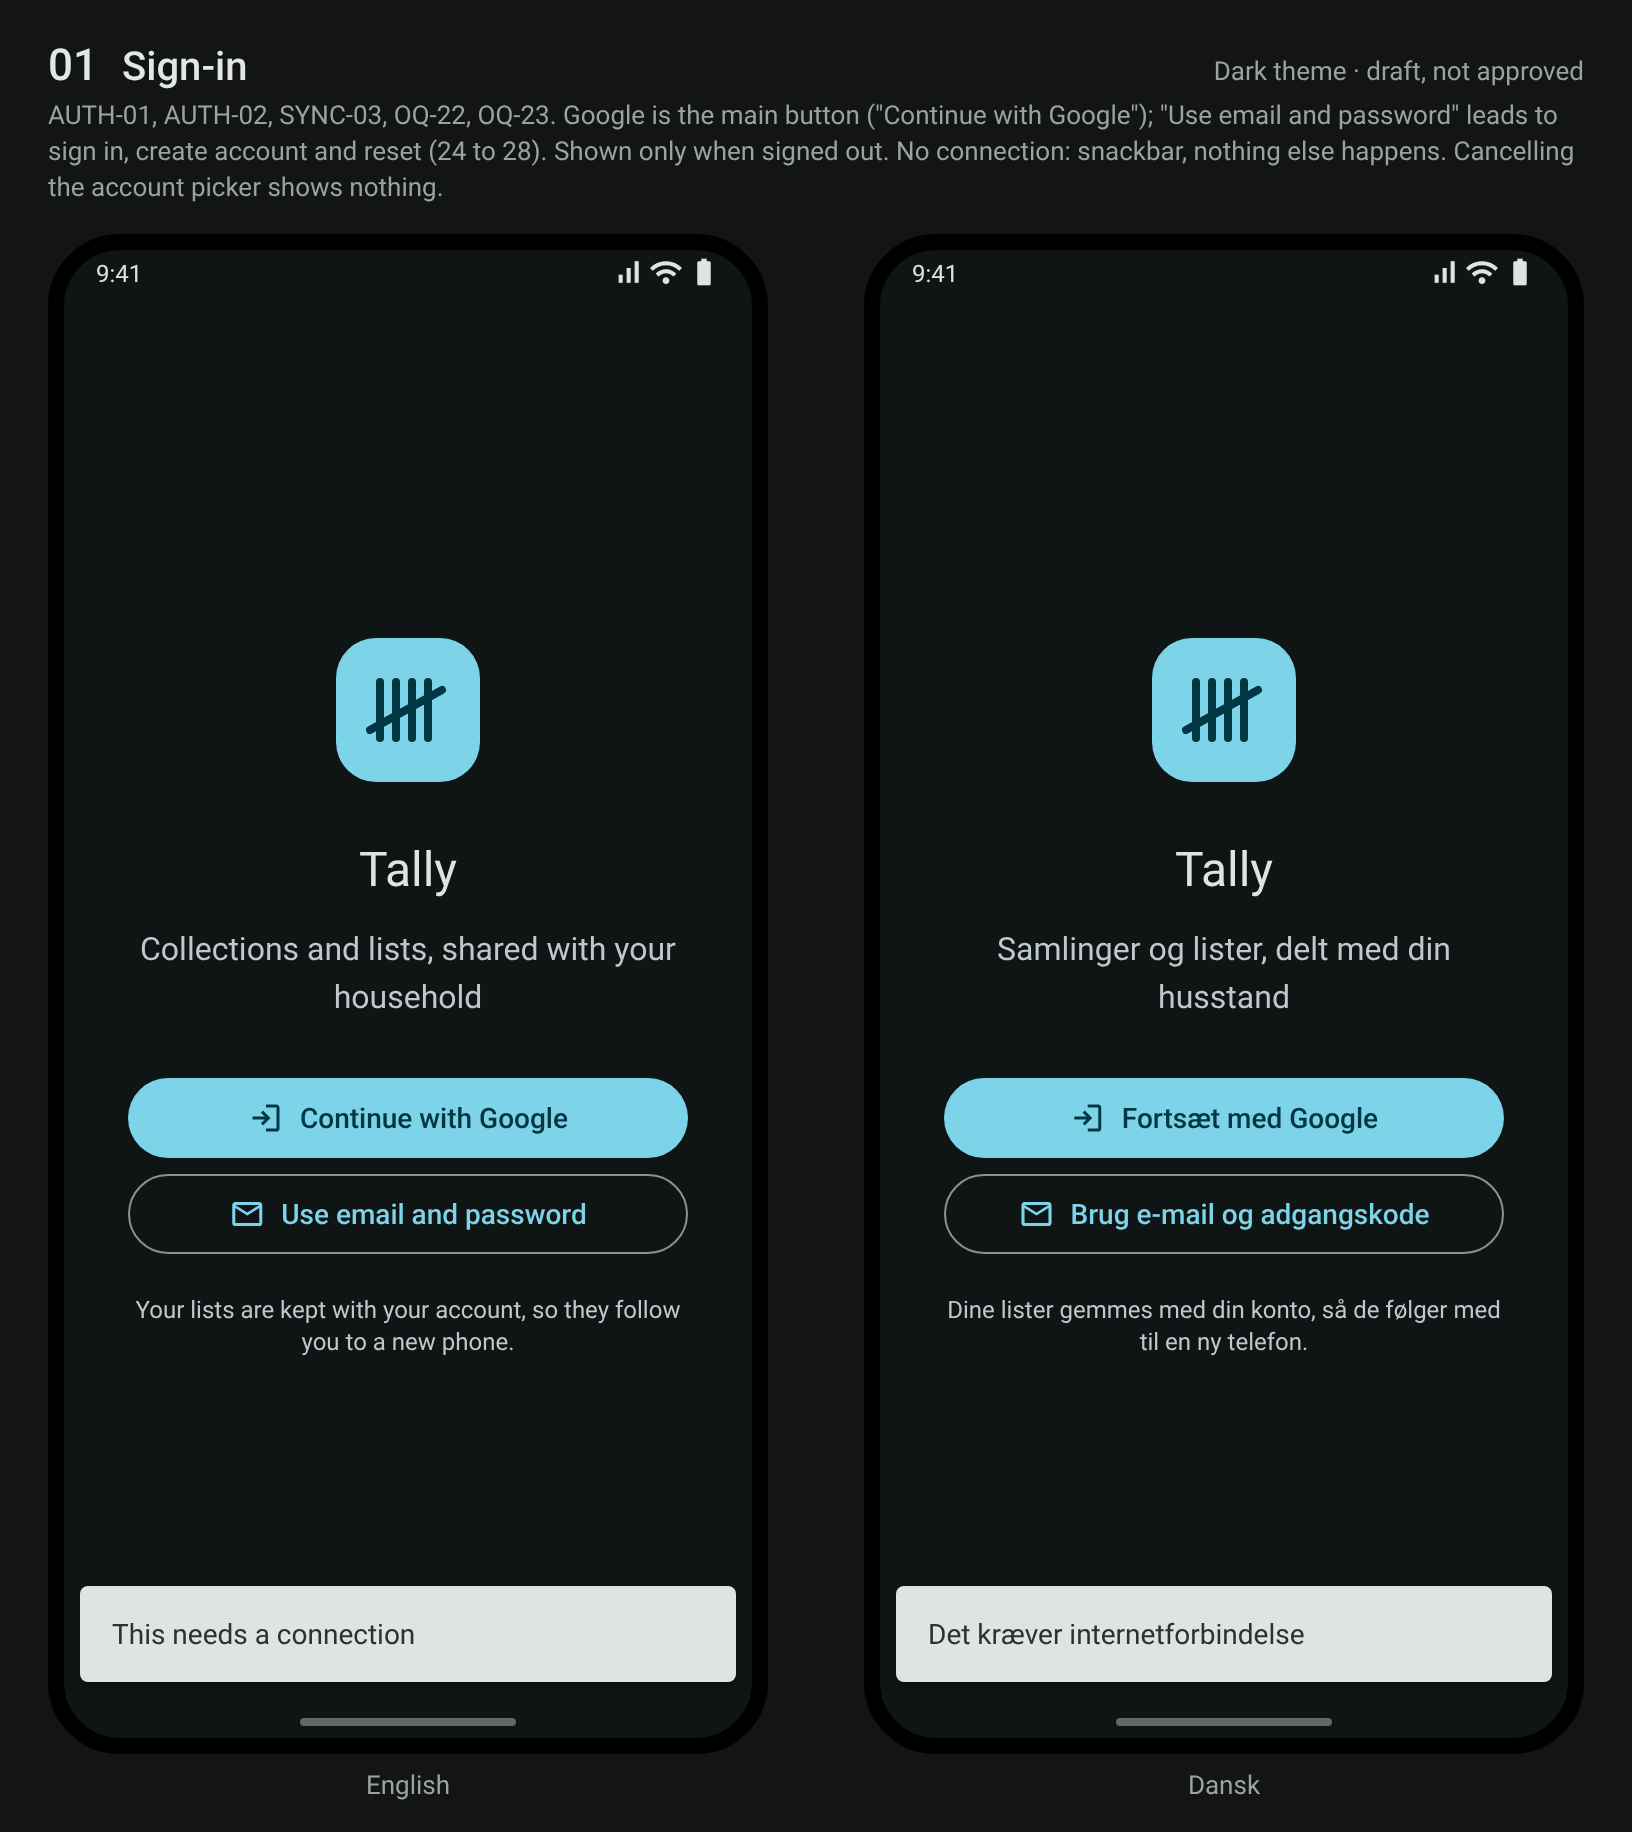 01 Sign-in
Dark theme · draft, not approved
AUTH-01, AUTH-02, SYNC-03, OQ-22, OQ-23. Google is the main button ("Continue with Google"); "Use email and password" leads to
sign in, create account and reset (24 to 28). Shown only when signed out. No connection: snackbar, nothing else happens. Cancelling
the account picker shows nothing.
9:41
Tally
Collections and lists, shared with your
household
Continue with Google
Use email and password
Your lists are kept with your account, so they follow
you to a new phone.
This needs a connection
English
9:41
Tally
Samlinger og lister, delt med din
husstand
Fortsæt med Google
Brug e-mail og adgangskode
Dine lister gemmes med din konto, så de følger med
til en ny telefon.
Det kræver internetforbindelse
Dansk